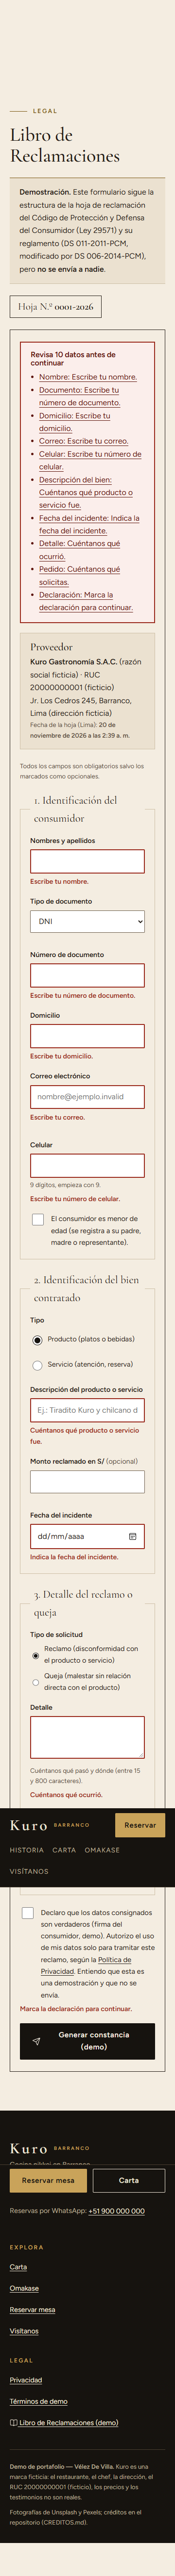 LEGAL
Libro de
Reclamaciones
Demostración. Este formulario sigue la
estructura de la hoja de reclamación
del Código de Protección y Defensa
del Consumidor (Ley 29571) y su
reglamento (DS 011-2011-PCM,
modificado por DS 006-2014-PCM),
pero no se envía a nadie.
Hoja N.º 0001-2026
Revisa 10 datos antes de
continuar
Nombre: Escribe tu nombre.
Documento: Escribe tu
número de documento.
Domicilio: Escribe tu
domicilio.
Correo: Escribe tu correo.
Celular: Escribe tu número de
celular.
Descripción del bien:
Cuéntanos qué producto o
servicio fue.
Fecha del incidente: Indica la
fecha del incidente.
Detalle: Cuéntanos qué
ocurrió.
Pedido: Cuéntanos qué
solicitas.
Declaración: Marca la
declaración para continuar.
Proveedor
Kuro Gastronomía S.A.C. (razón
social ficticia) · RUC
20000000001 (ficticio)
Jr. Los Cedros 245, Barranco,
Lima (dirección ficticia)
Fecha de la hoja (Lima): 20 de
noviembre de 2026 a las 2:39 a. m.
Todos los campos son obligatorios salvo los
marcados como opcionales.
1. Identificación del
consumidor
Nombres y apellidos
Escribe tu nombre.
Tipo de documento
DNI
Número de documento
Escribe tu número de documento.
Domicilio
Escribe tu domicilio.
Correo electrónico
nombre@ejemplo.invalid
Escribe tu correo.
Celular
9 dígitos, empieza con 9.
Escribe tu número de celular.
El consumidor es menor de
edad (se registra a su padre,
madre o representante).
2. Identificación del bien
contratado
Tipo
Producto (platos o bebidas)
Servicio (atención, reserva)
Descripción del producto o servicio
Ej.: Tiradito Kuro y chilcano d
Cuéntanos qué producto o servicio
fue.
Monto reclamado en S/ (opcional)
Fecha del incidente
dd/mm/aaaa
Indica la fecha del incidente.
3. Detalle del reclamo o
queja
Tipo de solicitud
Reclamo (disconformidad con
el producto o servicio)
Queja (malestar sin relación
directa con el producto)
Detalle
Cuéntanos qué pasó y dónde (entre 15
y 800 caracteres).
Cuéntanos qué ocurrió.
Kuro BARRANCO
Reservar
HISTORIA CARTA OMAKASE
VISÍTANOS
Declaro que los datos consignados
son verdaderos (firma del
consumidor, demo). Autorizo el uso
de mis datos solo para tramitar este
reclamo, según la Política de
Privacidad. Entiendo que esta es
una demostración y que no se
envía.
Marca la declaración para continuar.
Generar constancia
(demo)
Kuro BARRANCO
Reservar mesa
Carta
Reservas por WhatsApp: +51 900 000 000
EXPLORA
Carta
Omakase
Reservar mesa
Visítanos
LEGAL
Privacidad
Términos de demo
Libro de Reclamaciones (demo)
Demo de portafolio — Vélez De Villa. Kuro es una
marca ficticia: el restaurante, el chef, la dirección, el
RUC 20000000001 (ficticio), los precios y los
testimonios no son reales.
Fotografías de Unsplash y Pexels; créditos en el
repositorio (CREDITOS.md).